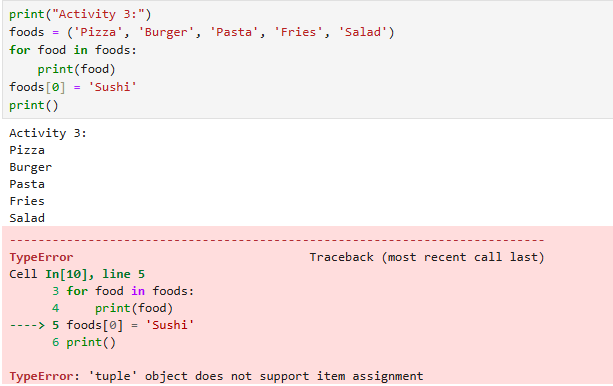 print("Activity 3:")
foods = ('Pizza', 'Burger', 'Pasta', 'Fries', 'Salad')
for food in foods:
    print(food)
foods[0] = 'Sushi'
print()
Activity 3:
Pizza
Burger
Pasta
Fries
Salad
---------------------------------------------------------------------------
TypeError                                 Traceback (most recent call last)
Cell In[10], line 5
      3 for food in foods:
      4     print(food)
----> 5 foods[0] = 'Sushi'
      6 print()
TypeError: 'tuple' object does not support item assignment